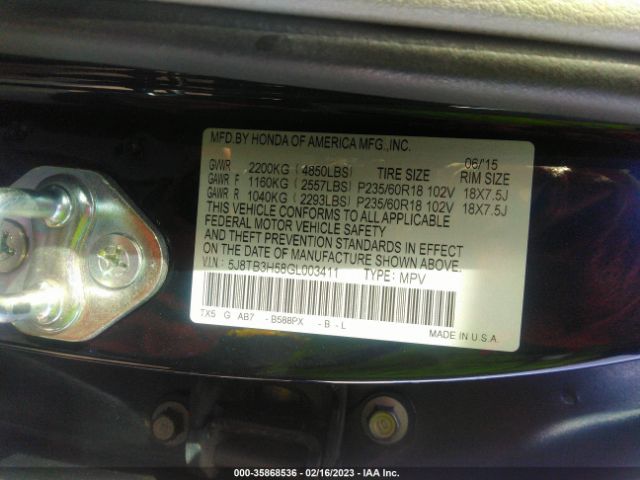 MFD.BY HONDA OF AMERICA MFG.,INC. 06/15
GVWR 2200KG ( 4850LBS) TIRE SIZE RIM SIZE
GAWR F 1160KG ( 2557LBS) P235/60R18 102V 18X7.5J
GAWR R 1040KG ( 2293LBS) P235/60R18 102V 18X7.5J
THIS VEHICLE CONFORMS TO ALL APPLICABLE
FEDERAL MOTOR VEHICLE SAFETY
AND THEFT PREVENTION STANDARDS IN EFFECT
ON THE DATE OF MANUFACTURE SHOWN ABOVE.
V.I.N.: 5J8TB3H58GL003411 TYPE: MPV
TX5 G AB7 - B588PX - B - L
MADE IN U.S.A.
000-35868536 - 02/16/2023 - IAA Inc.